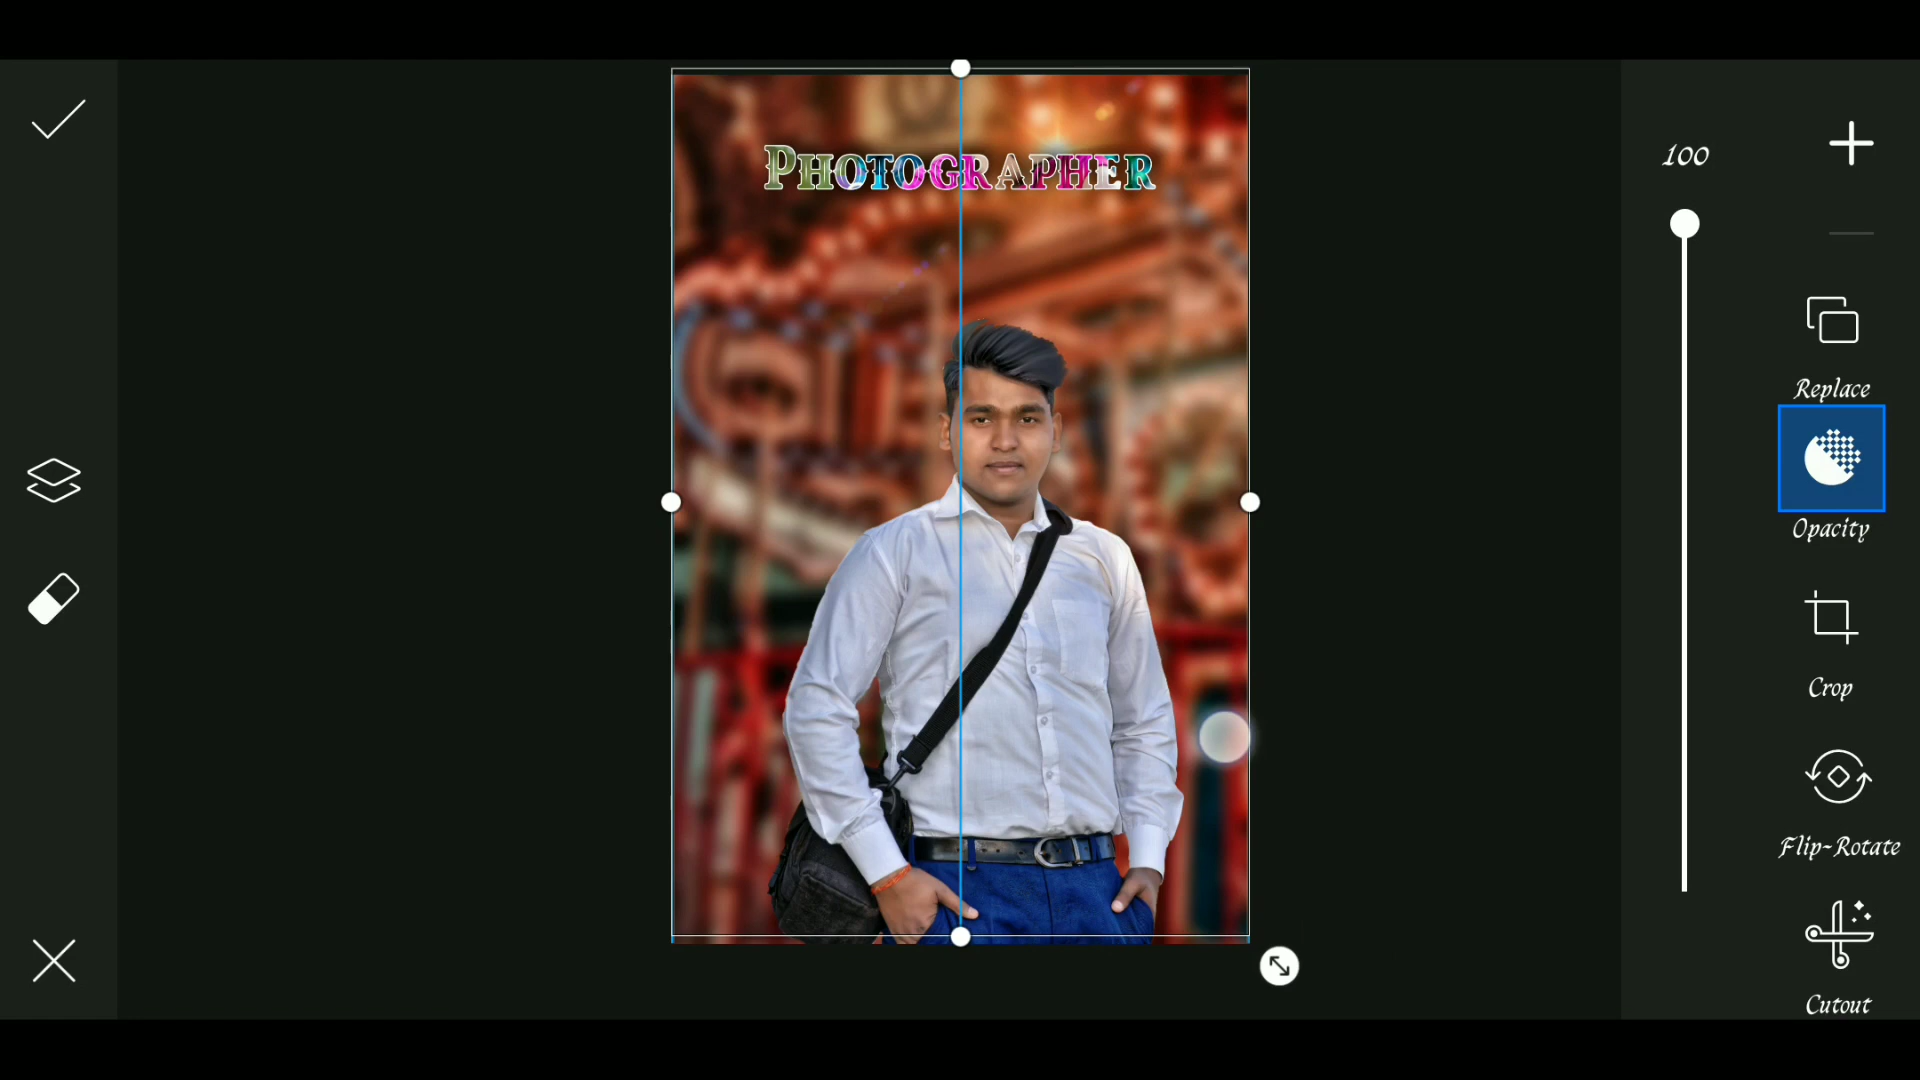 PHOTOGRAPHER
100
Replace
Opacity
Crop
Flip-Rotate
Cutout